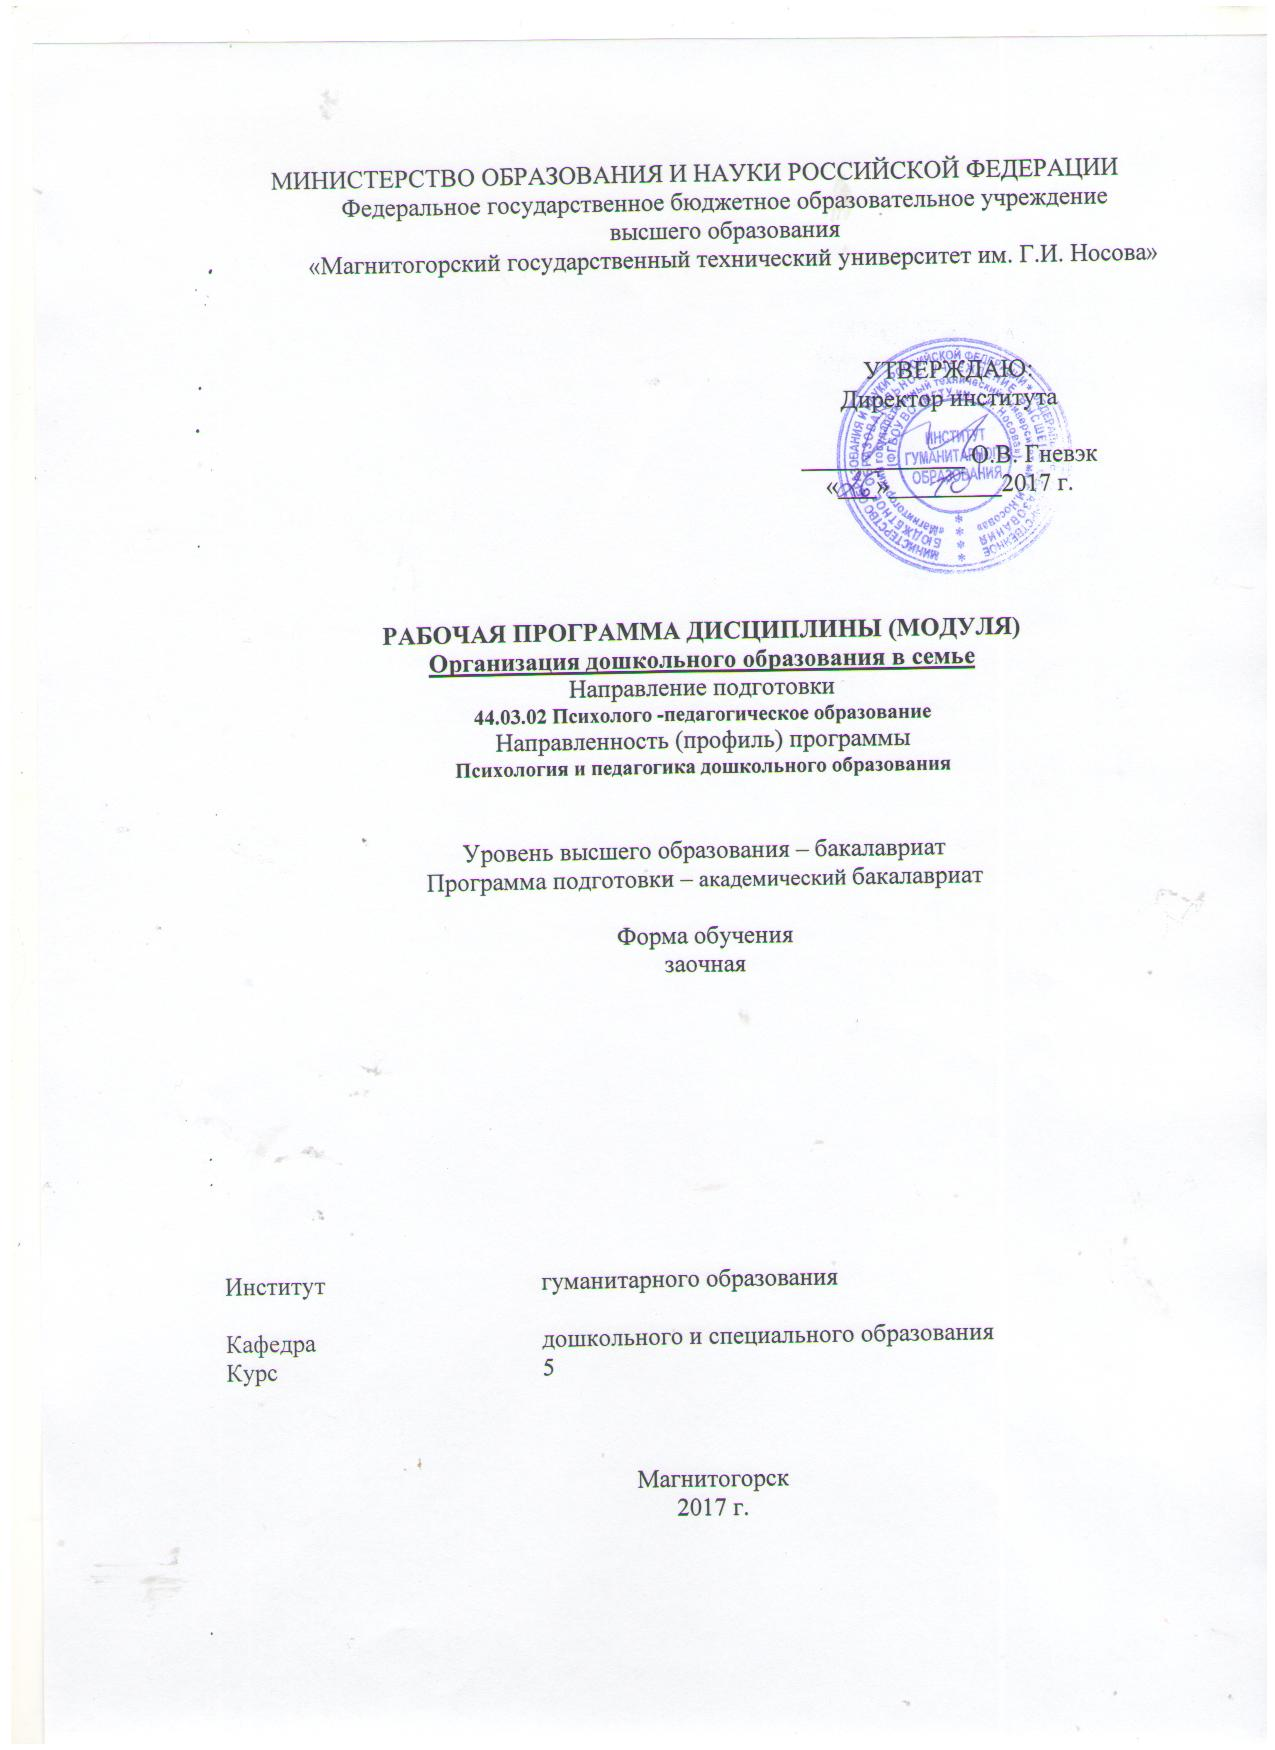 МИНИСТЕРСТВО ОБРАЗОВАНИЯ И НАУКИ РОССИЙСКОЙ ФЕДЕРАЦИИ
Федеральное государственное бюджетное образовательное учреждение
высшего образования
«Магнитогорский государственный технический университет им. Г.И. Носова»
УТВЕРЖДАЮ:
Директор института
ИНСТИТУТ
ГУМАНИТАРНОГО
ОБРАЗОВАНИЯ
О.В. Гневэк
« » 2017 г.
РАБОЧАЯ ПРОГРАММА ДИСЦИПЛИНЫ (МОДУЛЯ)
Организация дошкольного образования в семье
Направление подготовки
44.03.02 Психолого -педагогическое образование
Направленность (профиль) программы
Психология и педагогика дошкольного образования
Уровень высшего образования – бакалавриат
Программа подготовки – академический бакалавриат
Форма обучения
заочная
Институт гуманитарного образования
Кафедра дошкольного и специального образования
Курс 5
Магнитогорск
2017 г.